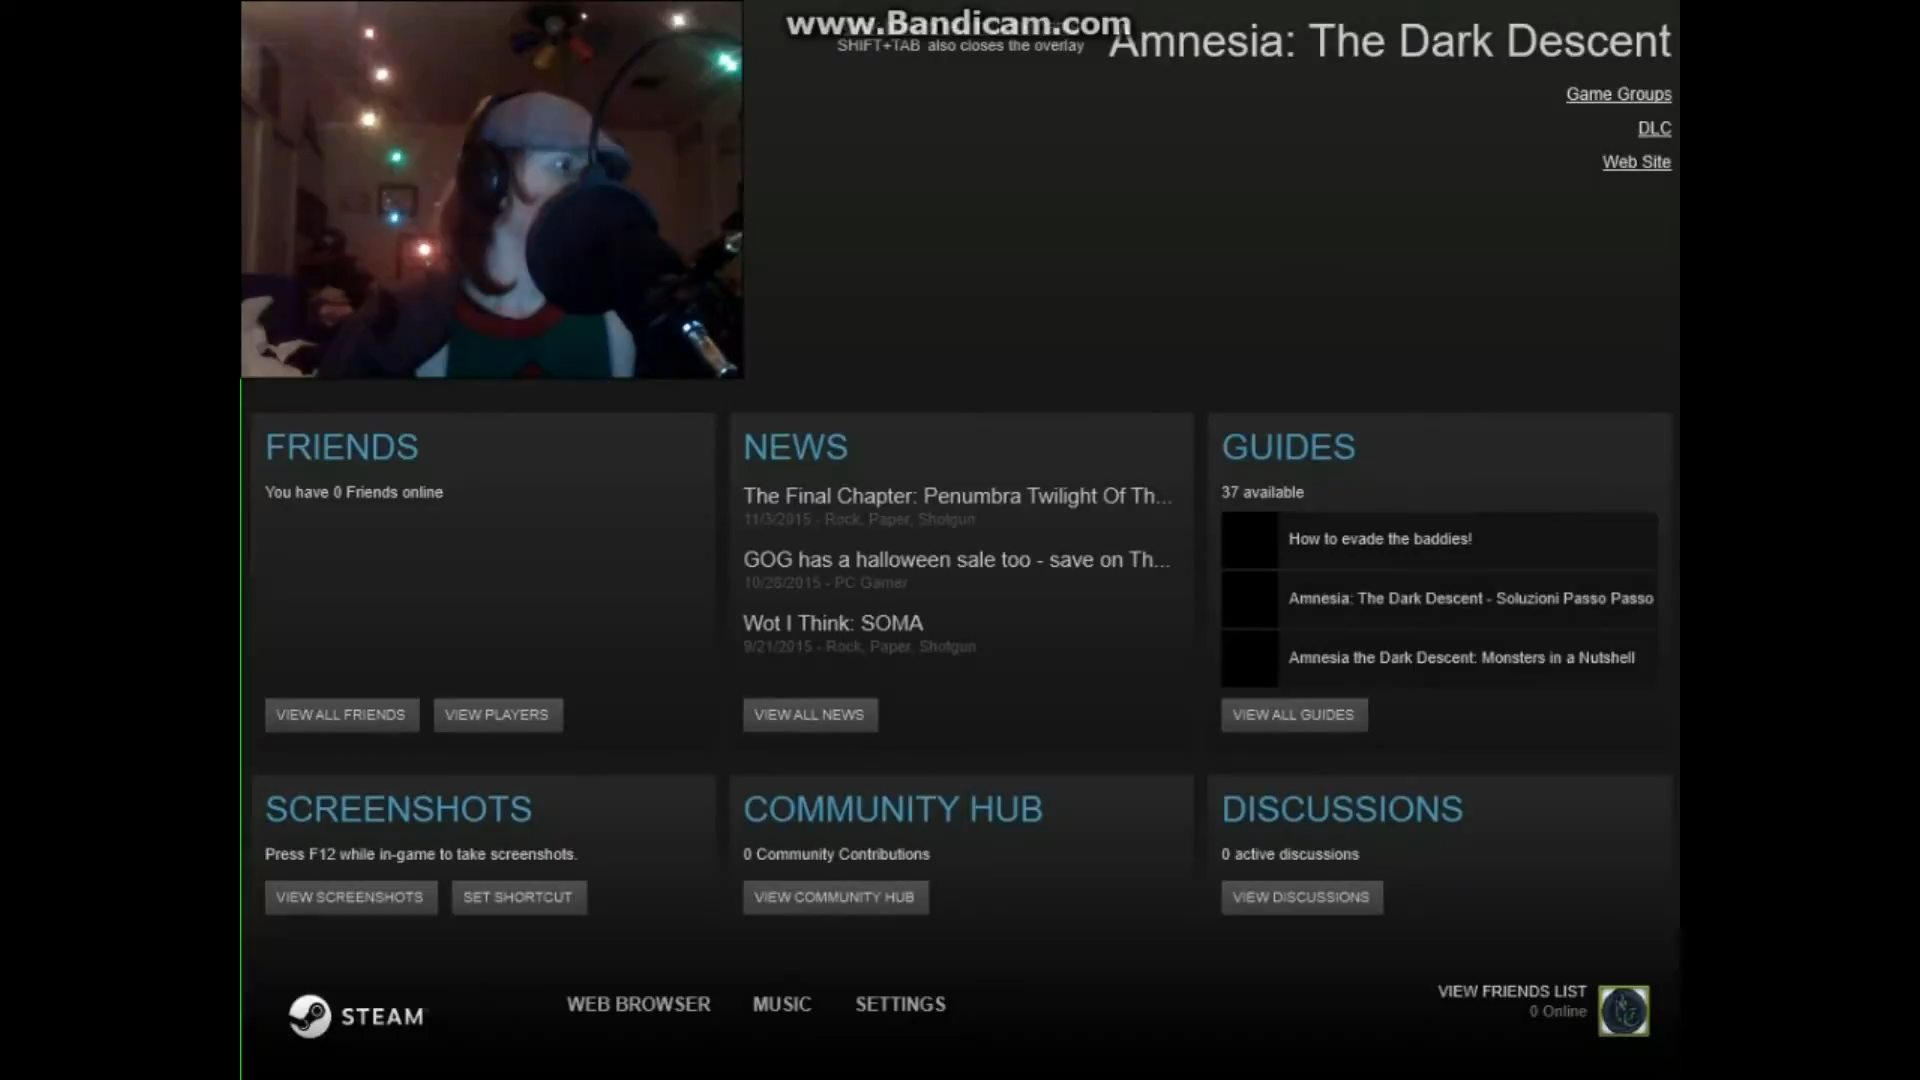 www.Bandicam.com
SHIFT+TAB also closes the overlay
Amnesia: The Dark Descent
Game Groups
DLC
Web Site
FRIENDS
You have 0 Friends online
VIEW ALL FRIENDS
VIEW PLAYERS
NEWS
The Final Chapter: Penumbra Twilight Of Th...
11/3/2015 - Rock, Paper, Shotgun
GOG has a halloween sale too - save on Th...
10/28/2015 - PC Gamer
Wot I Think: SOMA
9/21/2015 - Rock, Paper, Shotgun
VIEW ALL NEWS
GUIDES
37 available
How to evade the baddies!
Amnesia: The Dark Descent - Soluzioni Passo Passo
Amnesia the Dark Descent: Monsters in a Nutshell
VIEW ALL GUIDES
SCREENSHOTS
Press F12 while in-game to take screenshots.
VIEW SCREENSHOTS
SET SHORTCUT
COMMUNITY HUB
0 Community Contributions
VIEW COMMUNITY HUB
DISCUSSIONS
0 active discussions
VIEW DISCUSSIONS
STEAM
WEB BROWSER
MUSIC
SETTINGS
VIEW FRIENDS LIST
0 Online